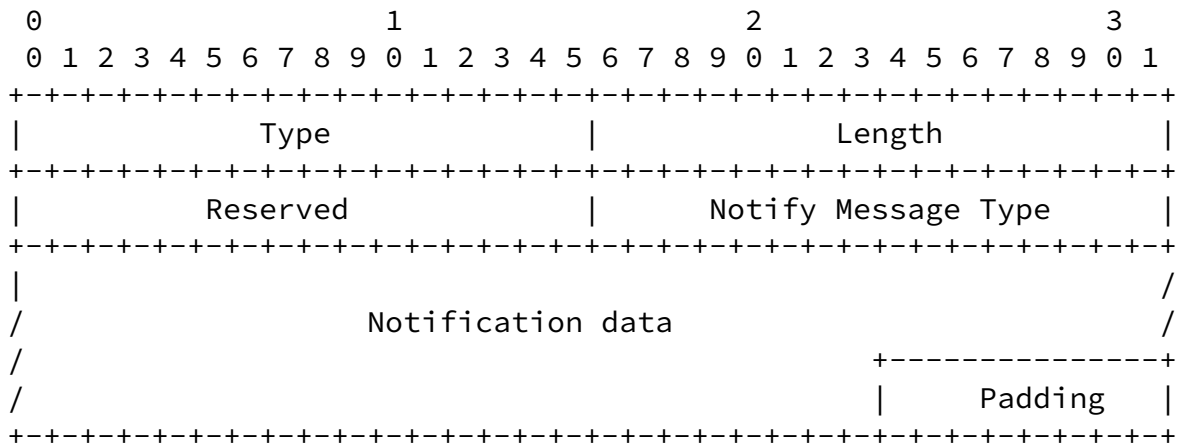 0                   1                   2                   3
 0 1 2 3 4 5 6 7 8 9 0 1 2 3 4 5 6 7 8 9 0 1 2 3 4 5 6 7 8 9 0 1
+-+-+-+-+-+-+-+-+-+-+-+-+-+-+-+-+-+-+-+-+-+-+-+-+-+-+-+-+-+-+-+-+
|             Type              |             Length            |
+-+-+-+-+-+-+-+-+-+-+-+-+-+-+-+-+-+-+-+-+-+-+-+-+-+-+-+-+-+-+-+-+
|          Reserved             |      Notify Message Type      |
+-+-+-+-+-+-+-+-+-+-+-+-+-+-+-+-+-+-+-+-+-+-+-+-+-+-+-+-+-+-+-+-+
|                                                               /
/                   Notification data                           /
/                                               +---------------+
/                                               |     Padding   |
+-+-+-+-+-+-+-+-+-+-+-+-+-+-+-+-+-+-+-+-+-+-+-+-+-+-+-+-+-+-+-+-+